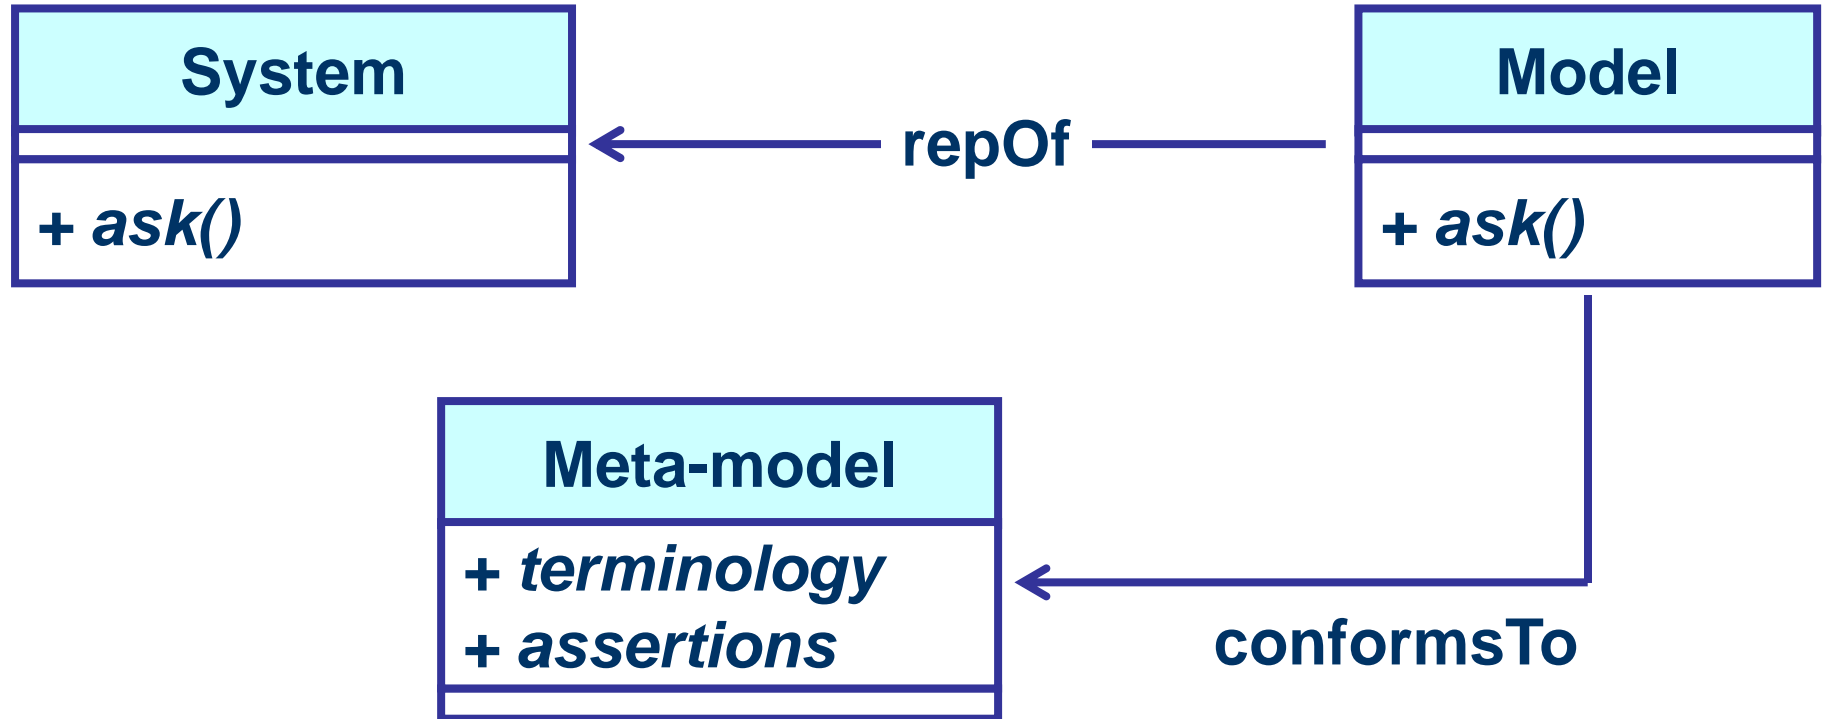 System
+ ask()
repOf
Model
+ ask()
Meta-model
+ terminology
+ assertions
conformsTo